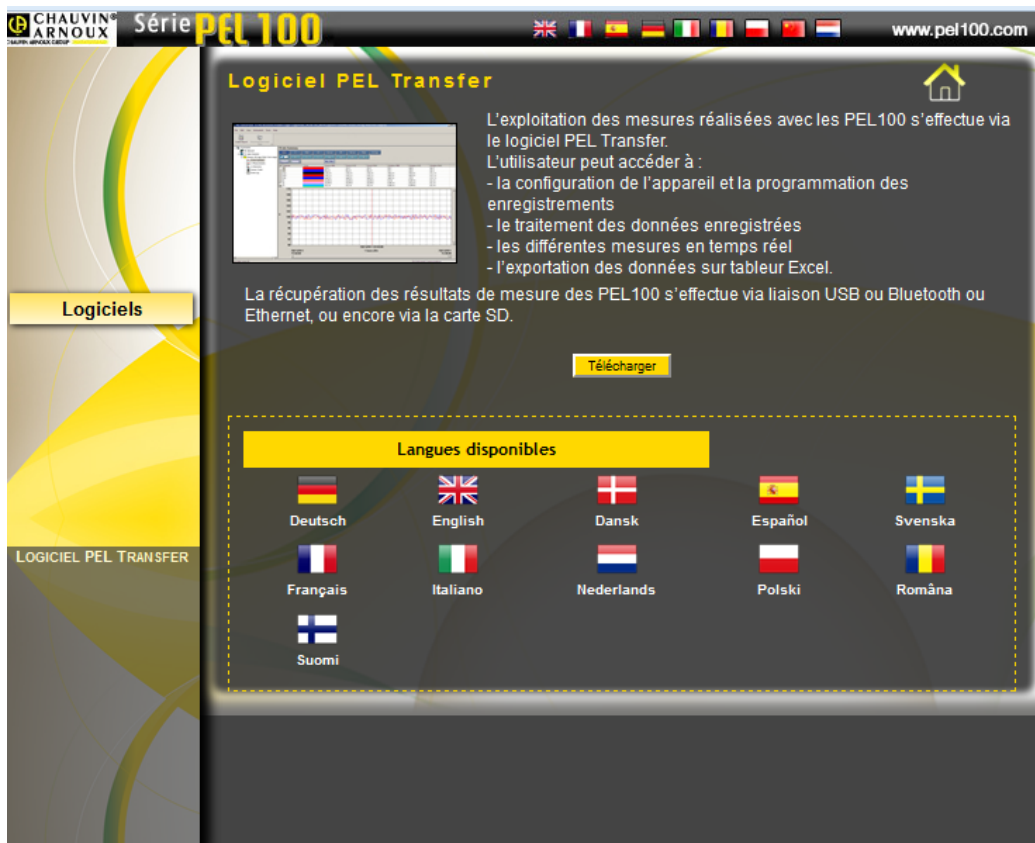 CHAUVIN®
ARNOUX
CHAUVIN ARNOUX GROUP
Série PEL 100
www.pel100.com
Logiciel PEL Transfer
L'exploitation des mesures réalisées avec les PEL100 s'effectue via
le logiciel PEL Transfer.
L'utilisateur peut accéder à :
- la configuration de l'appareil et la programmation des
enregistrements
- le traitement des données enregistrées
- les différentes mesures en temps réel
- l'exportation des données sur tableur Excel.
La récupération des résultats de mesure des PEL100 s'effectue via liaison USB ou Bluetooth ou
Ethernet, ou encore via la carte SD.
Logiciels
Télécharger
Langues disponibles
Deutsch English Dansk Español Svenska
LOGICIEL PEL TRANSFER
Français Italiano Nederlands Polski Româna
Suomi